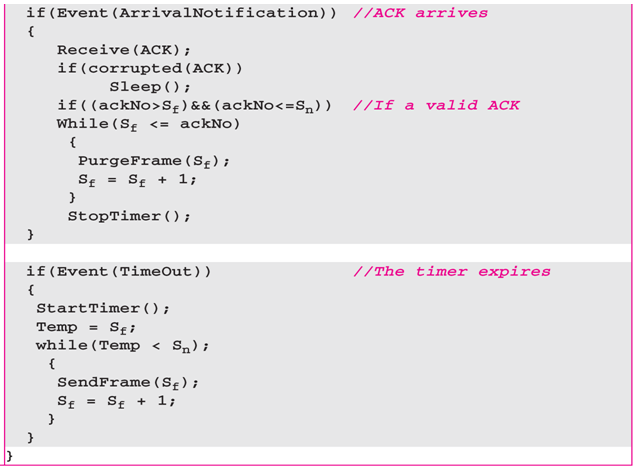 if(Event(ArrivalNotification)) //ACK arrives
{
Receive(ACK);
if(corrupted(ACK))
Sleep();
if((ackNo>Sf)&&(ackNo<=Sn)) //If a valid ACK
While(Sf <= ackNo)
{
PurgeFrame(Sf);
Sf = Sf + 1;
}
StopTimer();
}
if(Event(TimeOut)) //The timer expires
{
StartTimer();
Temp = Sf;
while(Temp < Sn);
{
SendFrame(Sf);
Sf = Sf + 1;
}
}
}